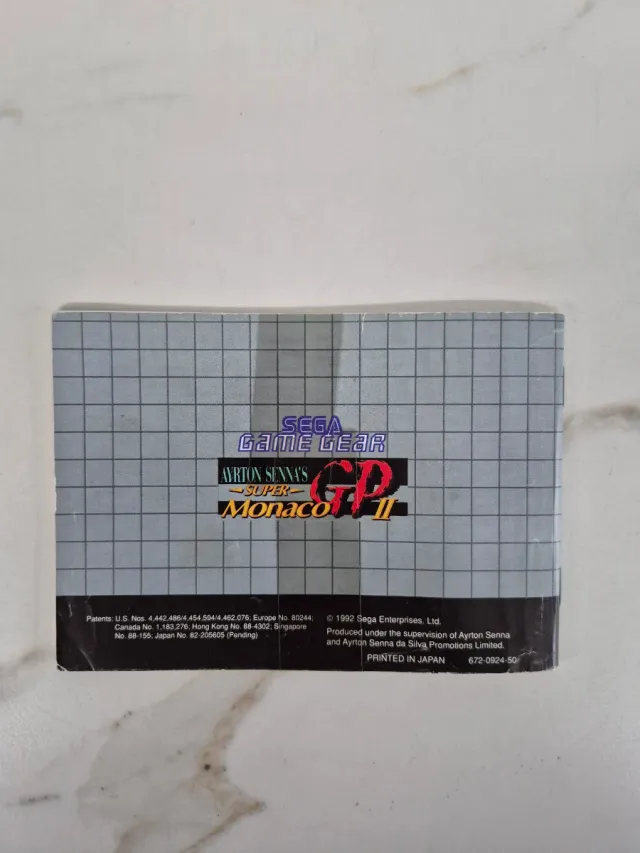 SEGA
GAME GEAR
AYRTON SENNA'S
SUPER
Monaco GP II
Patents: U.S. Nos. 4,442,486/4,454,594/4,462,076; Europe No. 80244;
Canada No. 1,183,276; Hong Kong No. 88-4302; Singapore
No. 88-155; Japan No. 82-205605 (Pending)
© 1992 Sega Enterprises, Ltd.
Produced under the supervision of Ayrton Senna
and Ayrton Senna da Silva Promotions Limited.
PRINTED IN JAPAN 672-0924-50